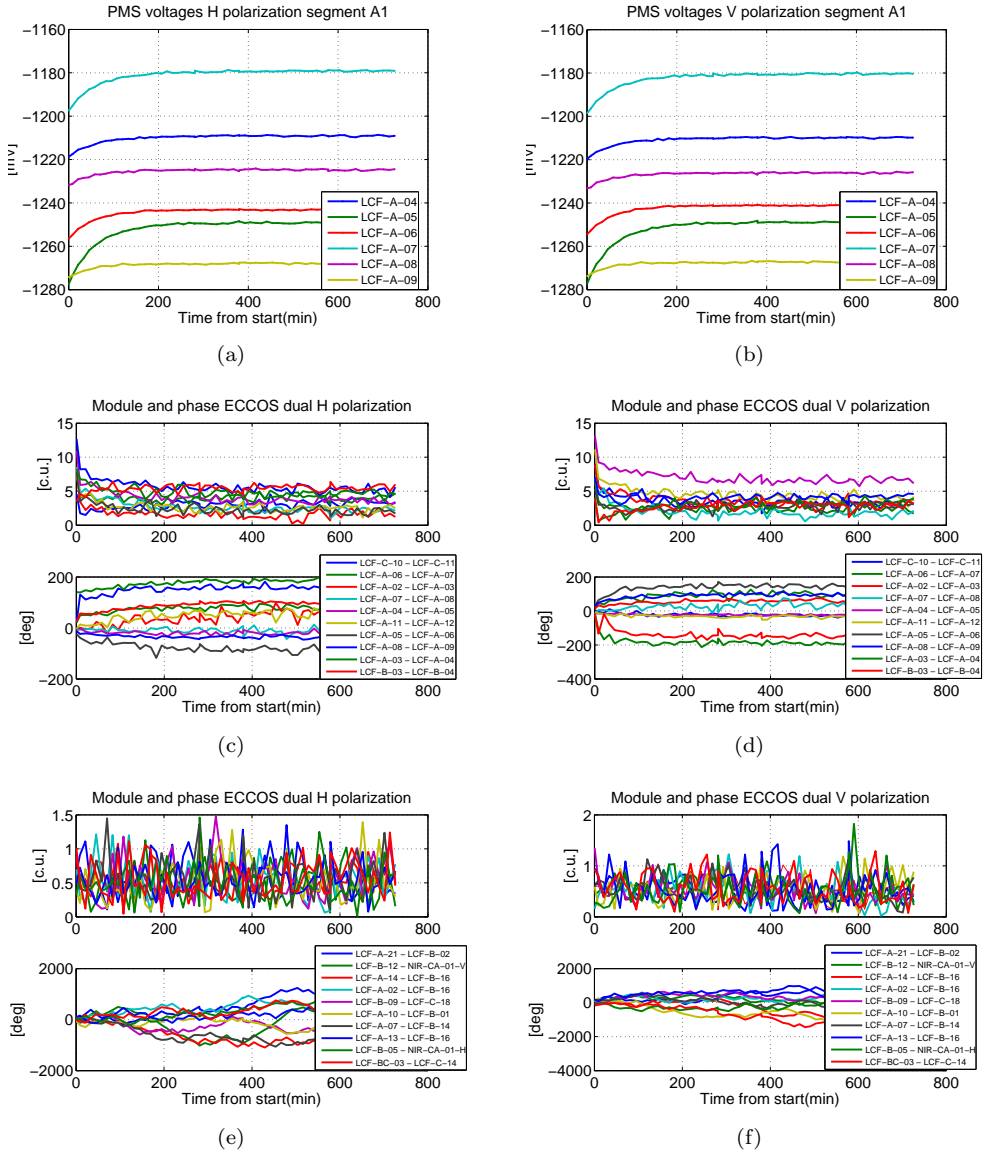 PMS voltages H polarization segment A1
−1160
−1180
−1200
−1220
−1240
−1260
−1280
[mV]
0 200 400 600 800
Time from start(min)
LCF−A−04
LCF−A−05
LCF−A−06
LCF−A−07
LCF−A−08
LCF−A−09
(a)
PMS voltages V polarization segment A1
−1160
−1180
−1200
−1220
−1240
−1260
−1280
[mV]
0 200 400 600 800
Time from start(min)
LCF−A−04
LCF−A−05
LCF−A−06
LCF−A−07
LCF−A−08
LCF−A−09
(b)
Module and phase ECCOS dual H polarization
15
10
5
0
[c.u.]
0 200 400 600 800
200
0
−200
[deg]
0 200 400 600 800
Time from start(min)
LCF−C−10 − LCF−C−11
LCF−A−06 − LCF−A−07
LCF−A−02 − LCF−A−03
LCF−A−07 − LCF−A−08
LCF−A−04 − LCF−A−05
LCF−A−11 − LCF−A−12
LCF−A−05 − LCF−A−06
LCF−A−08 − LCF−A−09
LCF−A−03 − LCF−A−04
LCF−B−03 − LCF−B−04
(c)
Module and phase ECCOS dual V polarization
15
10
5
0
[c.u.]
0 200 400 600 800
200
0
−200
−400
[deg]
0 200 400 600 800
Time from start(min)
LCF−C−10 − LCF−C−11
LCF−A−06 − LCF−A−07
LCF−A−02 − LCF−A−03
LCF−A−07 − LCF−A−08
LCF−A−04 − LCF−A−05
LCF−A−11 − LCF−A−12
LCF−A−05 − LCF−A−06
LCF−A−08 − LCF−A−09
LCF−A−03 − LCF−A−04
LCF−B−03 − LCF−B−04
(d)
Module and phase ECCOS dual H polarization
1.5
1
0.5
0
[c.u.]
0 200 400 600 800
2000
0
−2000
[deg]
0 200 400 600 800
Time from start(min)
LCF−A−21 − LCF−B−02
LCF−B−12 − NIR−CA−01−V
LCF−A−14 − LCF−B−16
LCF−A−02 − LCF−B−16
LCF−B−09 − LCF−C−18
LCF−A−10 − LCF−B−01
LCF−A−07 − LCF−B−14
LCF−A−13 − LCF−B−16
LCF−B−05 − NIR−CA−01−H
LCF−BC−03 − LCF−C−14
(e)
Module and phase ECCOS dual V polarization
2
1
0
[c.u.]
0 200 400 600 800
2000
0
−2000
−4000
[deg]
0 200 400 600 800
Time from start(min)
LCF−A−21 − LCF−B−02
LCF−B−12 − NIR−CA−01−V
LCF−A−14 − LCF−B−16
LCF−A−02 − LCF−B−16
LCF−B−09 − LCF−C−18
LCF−A−10 − LCF−B−01
LCF−A−07 − LCF−B−14
LCF−A−13 − LCF−B−16
LCF−B−05 − NIR−CA−01−H
LCF−BC−03 − LCF−C−14
(f)